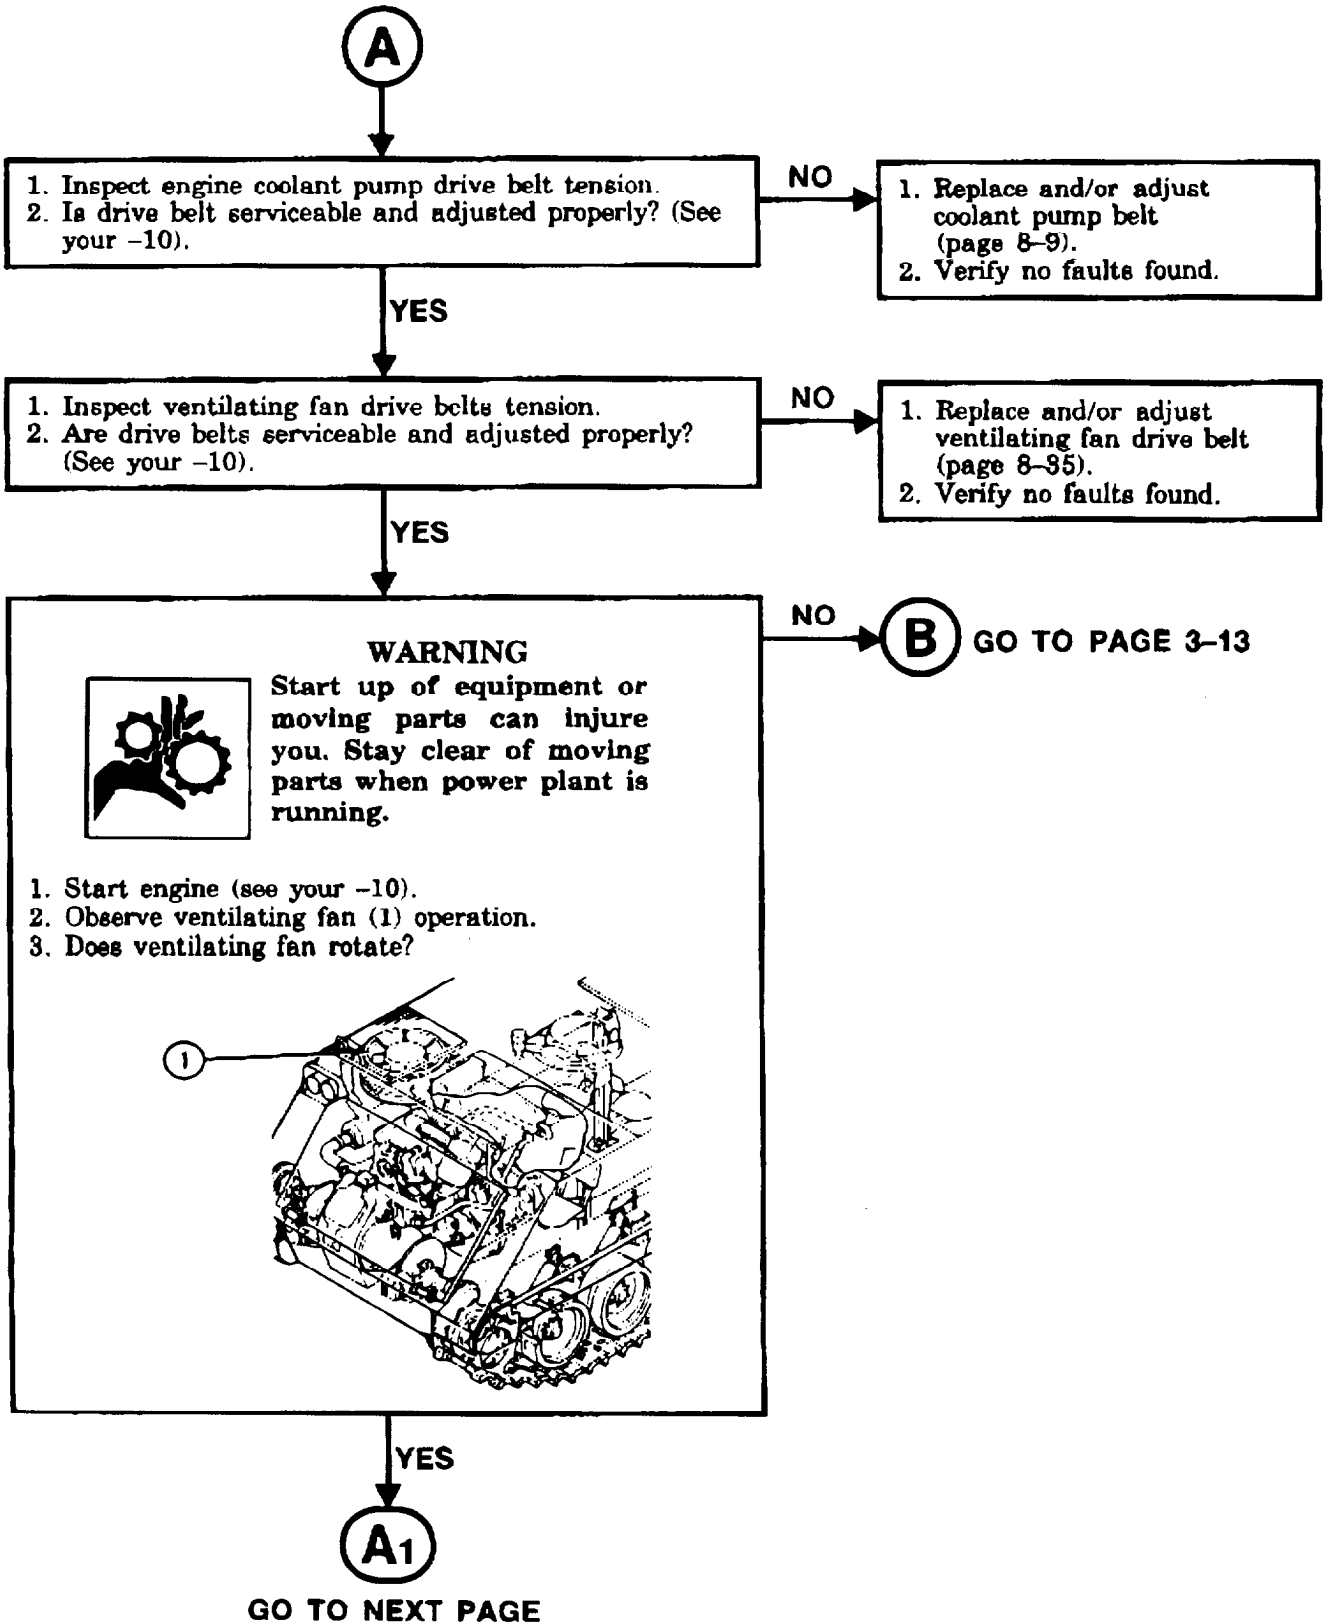 A
1. Inspect engine coolant pump drive belt tension.
2. Is drive belt serviceable and adjusted properly? (See
your –10).
NO
1. Replace and/or adjust
coolant pump belt
(page 8–9).
2. Verify no faults found.
YES
1. Inspect ventilating fan drive belts tension.
2. Are drive belts serviceable and adjusted properly?
(See your –10).
NO
1. Replace and/or adjust
ventilating fan drive belt
(page 8–35).
2. Verify no faults found.
YES
NO
B GO TO PAGE 3–13
WARNING
Start up of equipment or
moving parts can injure
you. Stay clear of moving
parts when power plant is
running.
1. Start engine (see your –10).
2. Observe ventilating fan (1) operation.
3. Does ventilating fan rotate?
1
YES
A1
GO TO NEXT PAGE